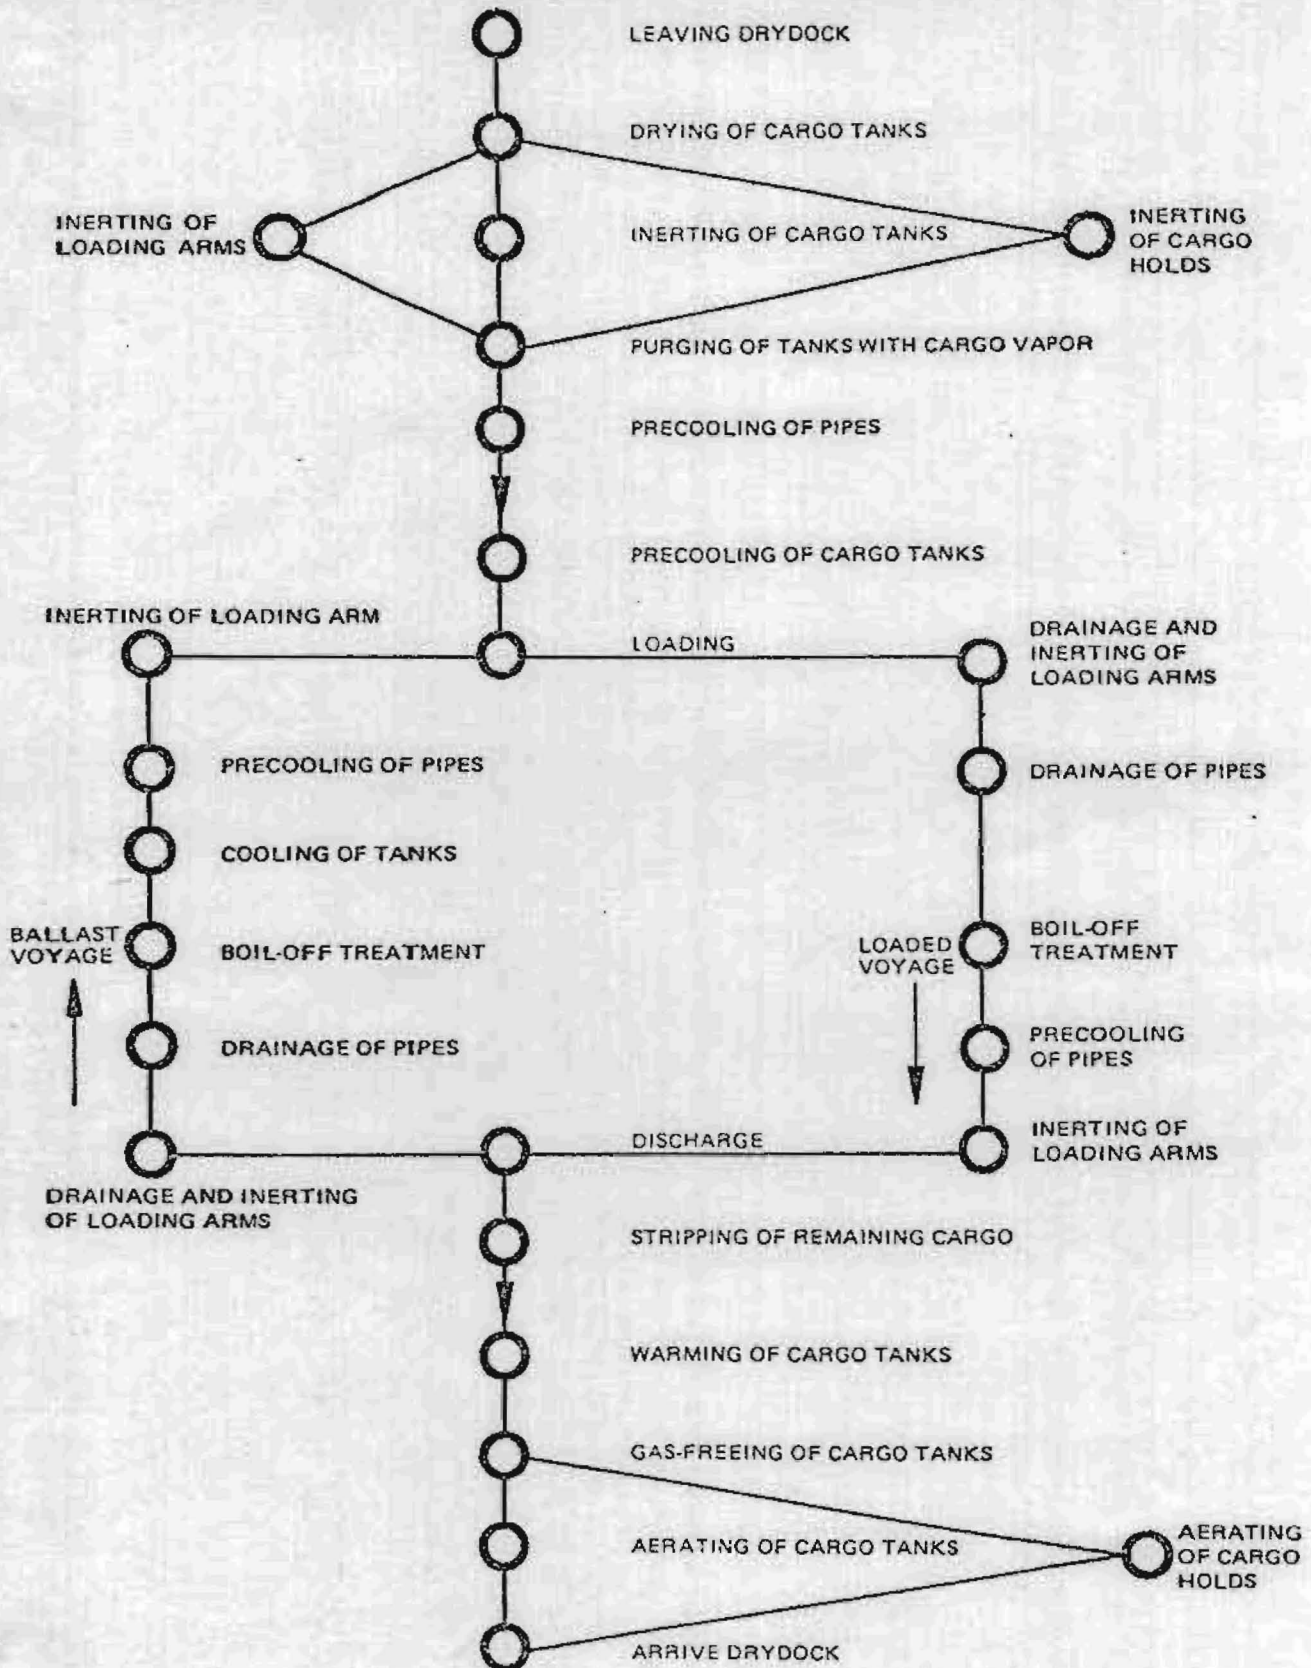 LEAVING DRYDOCK
DRYING OF CARGO TANKS
INERTING OF
LOADING ARMS
INERTING OF CARGO TANKS
INERTING
OF CARGO
HOLDS
PURGING OF TANKS WITH CARGO VAPOR
PRECOOLING OF PIPES
PRECOOLING OF CARGO TANKS
INERTING OF LOADING ARM
LOADING
DRAINAGE AND
INERTING OF
LOADING ARMS
PRECOOLING OF PIPES
DRAINAGE OF PIPES
COOLING OF TANKS
BALLAST
VOYAGE
BOIL-OFF TREATMENT
LOADED
VOYAGE
BOIL-OFF
TREATMENT
DRAINAGE OF PIPES
PRECOOLING
OF PIPES
DISCHARGE
INERTING OF
LOADING ARMS
DRAINAGE AND INERTING
OF LOADING ARMS
STRIPPING OF REMAINING CARGO
WARMING OF CARGO TANKS
GAS-FREEING OF CARGO TANKS
AERATING OF CARGO TANKS
AERATING
OF CARGO
HOLDS
ARRIVE DRYDOCK